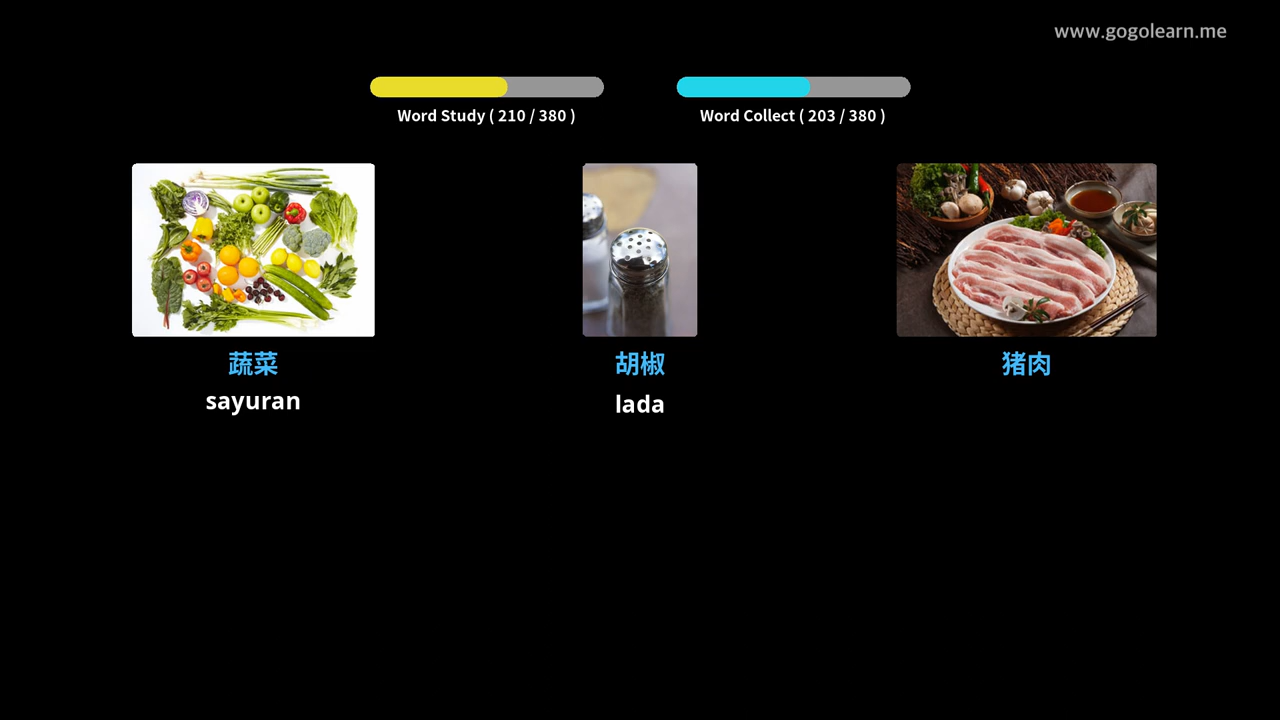 www.gogolearn.me
Word Study ( 210 / 380 )
Word Collect ( 203 / 380 )
蔬菜
胡椒
猪肉
sayuran
lada